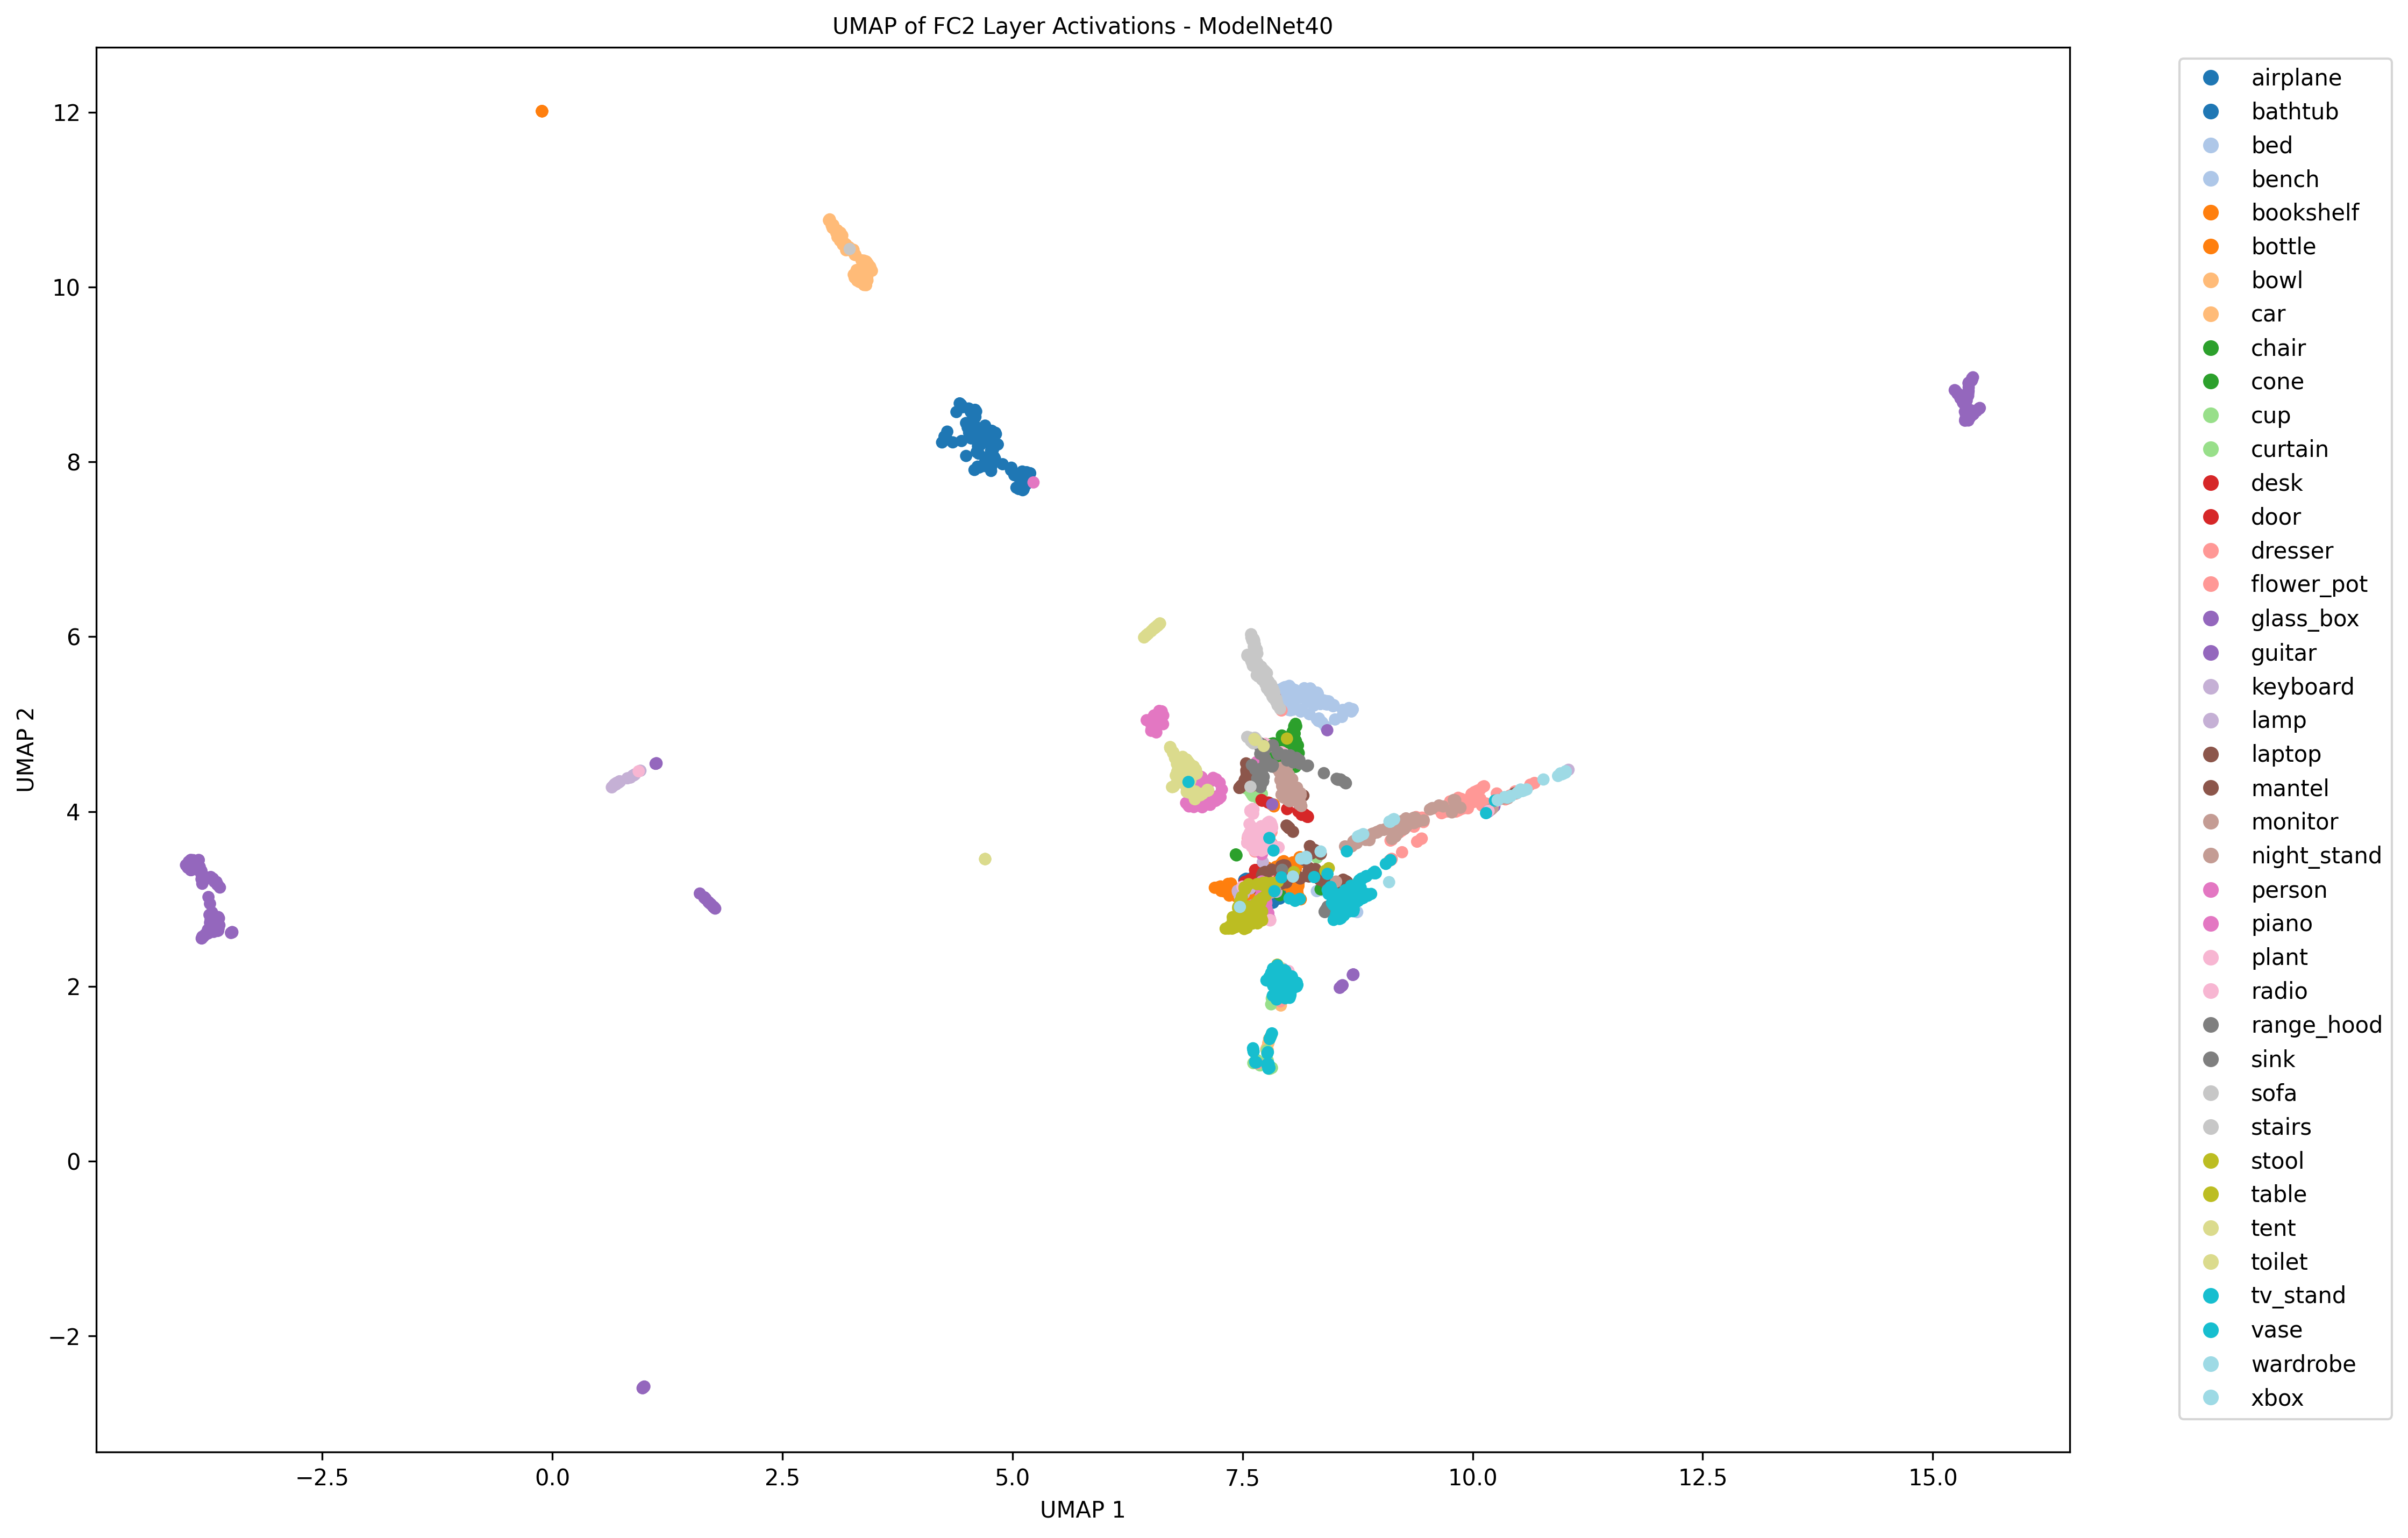 UMAP of FC2 Layer Activations - ModelNet40
12
10
8
6
4
2
0
−2
UMAP 2
−2.5
0.0
2.5
5.0
7.5
10.0
12.5
15.0
UMAP 1
airplane
bathtub
bed
bench
bookshelf
bottle
bowl
car
chair
cone
cup
curtain
desk
door
dresser
flower_pot
glass_box
guitar
keyboard
lamp
laptop
mantel
monitor
night_stand
person
piano
plant
radio
range_hood
sink
sofa
stairs
stool
table
tent
toilet
tv_stand
vase
wardrobe
xbox